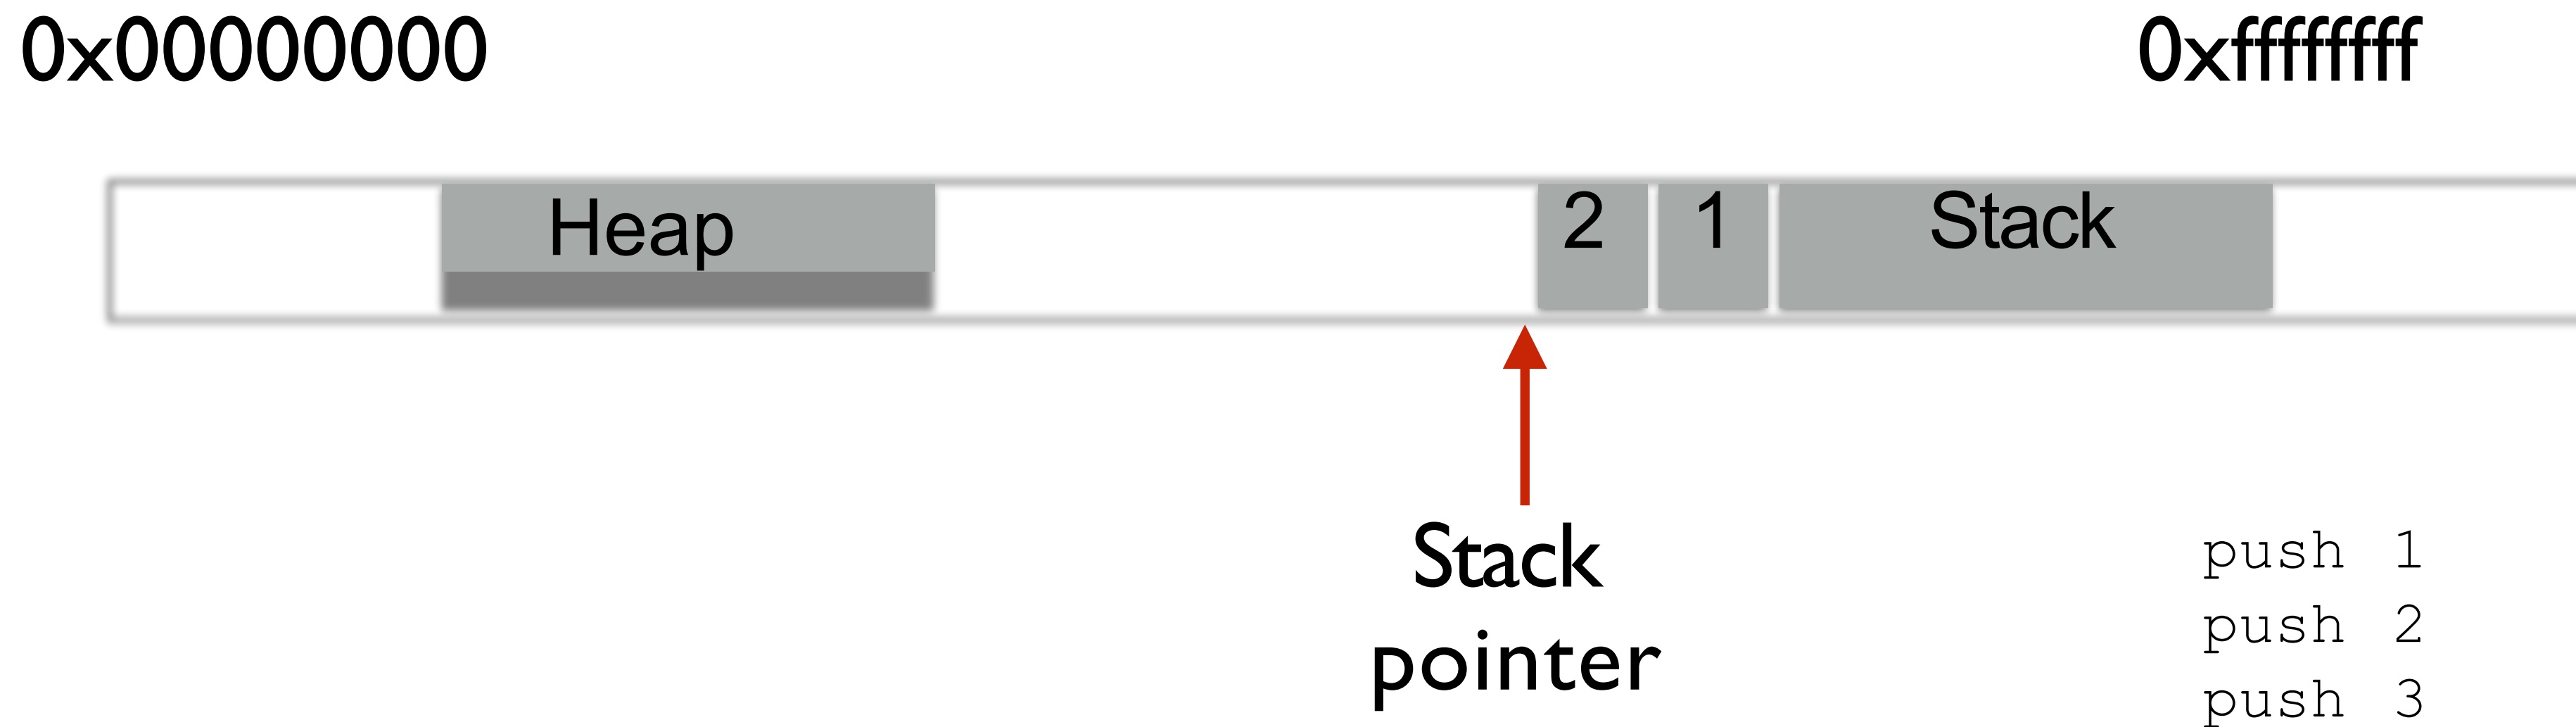 0x00000000 0xffffffff
Heap 2 1 Stack
Stack
pointer
push 1
push 2
push 3